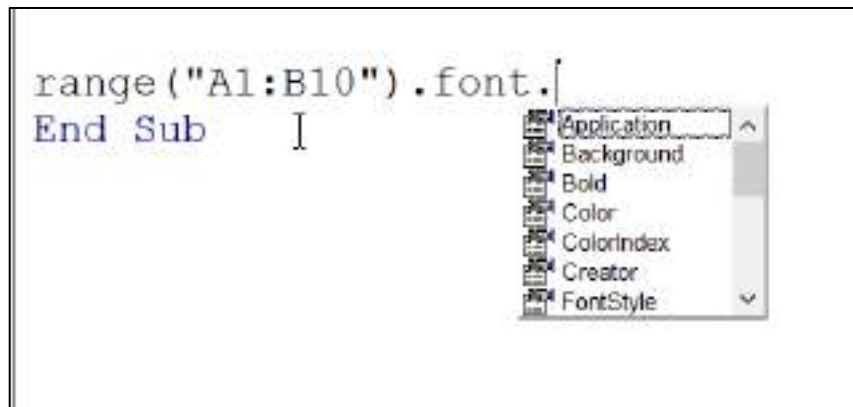 range("A1:B10").font.
End Sub
Application
Background
Bold
Color
ColorIndex
Creator
FontStyle